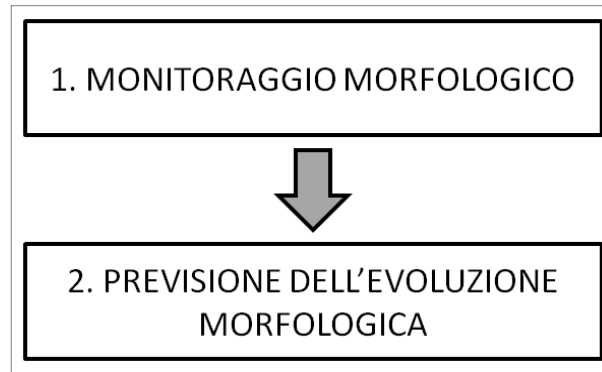 1. MONITORAGGIO MORFOLOGICO
2. PREVISIONE DELL'EVOLUZIONE
MORFOLOGICA